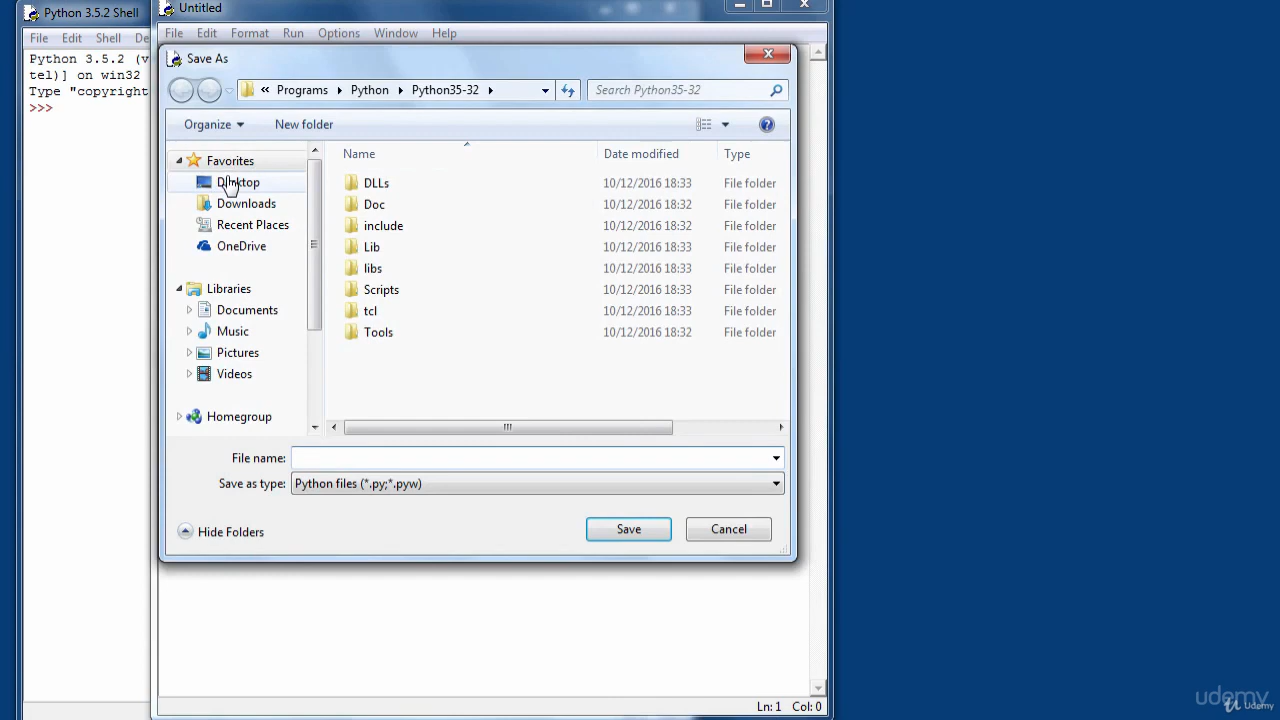 Python 3.5.2 Shell
File Edit Shell De
Python 3.5.2 (v
tel)] on win32
Type "copyright
>>>
Untitled
File Edit Format Run Options Window Help
Save As
« Programs Python Python35-32
Search Python35-32
Organize New folder
Favorites
Desktop
Downloads
Recent Places
OneDrive
Libraries
Documents
Music
Pictures
Videos
Homegroup
Name Date modified Type
DLLs 10/12/2016 18:33 File folder
Doc 10/12/2016 18:32 File folder
include 10/12/2016 18:32 File folder
Lib 10/12/2016 18:33 File folder
libs 10/12/2016 18:33 File folder
Scripts 10/12/2016 18:33 File folder
tcl 10/12/2016 18:33 File folder
Tools 10/12/2016 18:32 File folder
File name:
Save as type: Python files (*.py;*.pyw)
Hide Folders
Save Cancel
Ln: 1 Col: 0
udemy
Udemy